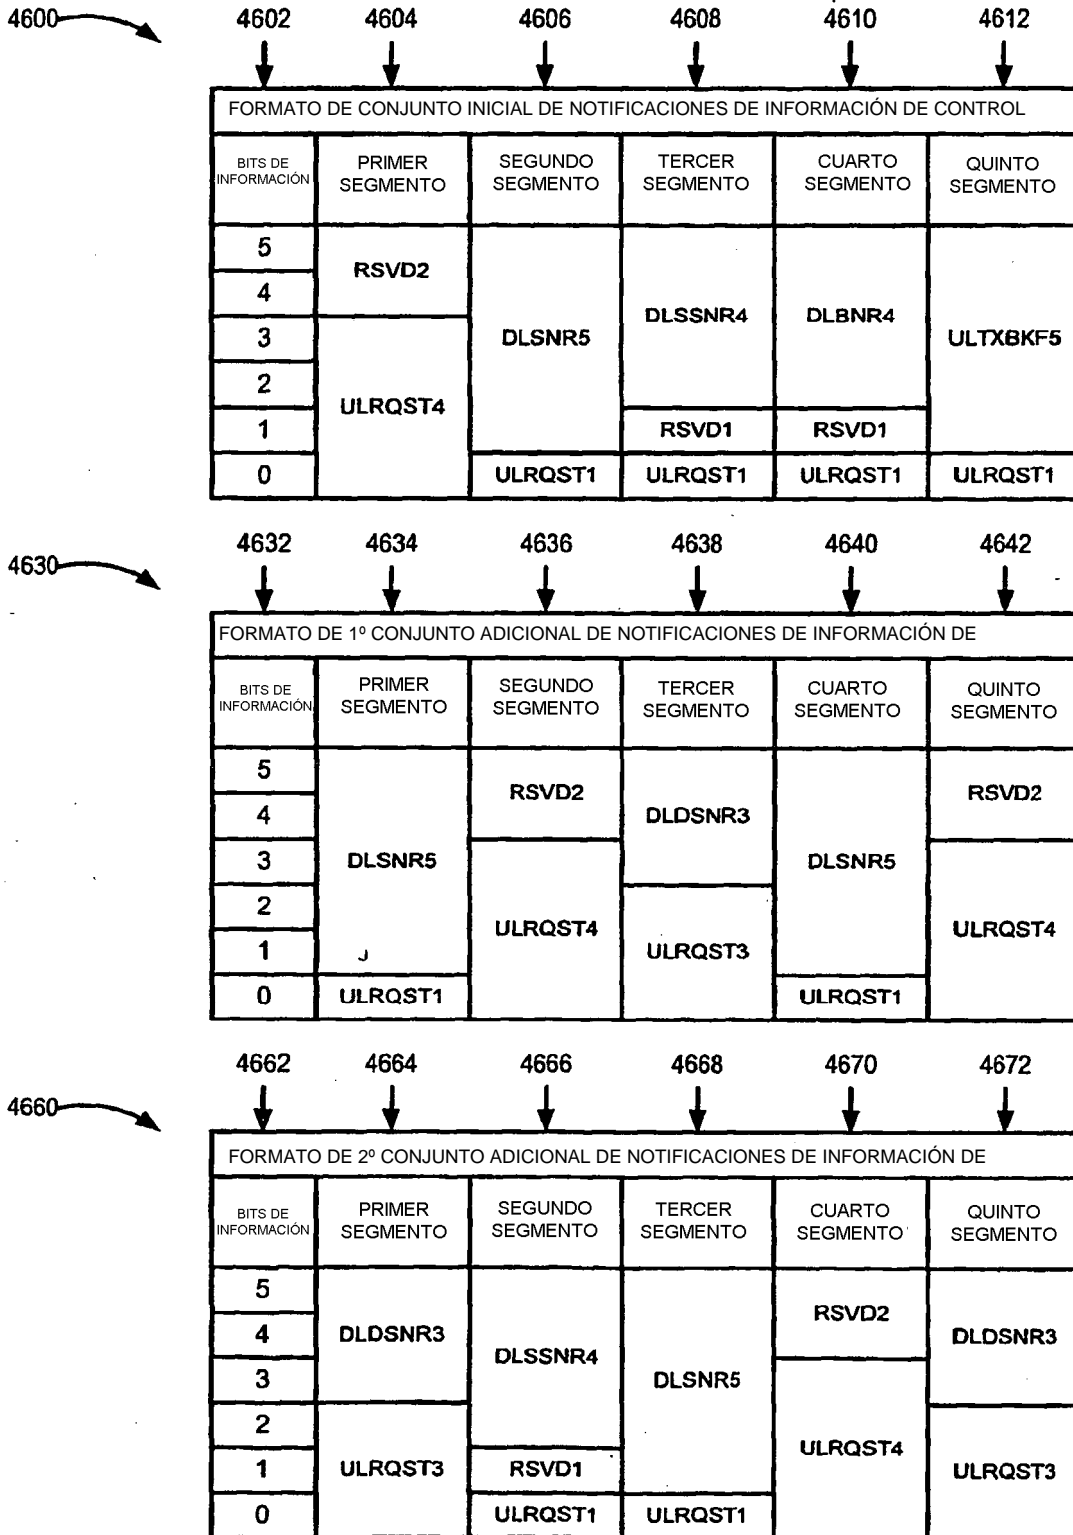 4600 4602 4604 4606 4608 4610 4612
FORMATO DE CONJUNTO INICIAL DE NOTIFICACIONES DE INFORMACIÓN DE CONTROL
BITS DE INFORMACIÓN PRIMER SEGMENTO SEGUNDO SEGMENTO TERCER SEGMENTO CUARTO SEGMENTO QUINTO SEGMENTO
5
RSVD2
4
DLSSNR4 DLBNR4
3 DLSNR5 ULTXBKF5
2
ULRQST4
1 RSVD1 RSVD1
0 ULRQST1 ULRQST1 ULRQST1 ULRQST1
4630 4632 4634 4636 4638 4640 4642
FORMATO DE 1º CONJUNTO ADICIONAL DE NOTIFICACIONES DE INFORMACIÓN DE
BITS DE INFORMACIÓN PRIMER SEGMENTO SEGUNDO SEGMENTO TERCER SEGMENTO CUARTO SEGMENTO QUINTO SEGMENTO
5
RSVD2 RSVD2
4 DLDSNR3
3 DLSNR5 DLSNR5
2
ULRQST4 ULRQST4
1 ULRQST3
0 ULRQST1 ULRQST1
4660 4662 4664 4666 4668 4670 4672
FORMATO DE 2º CONJUNTO ADICIONAL DE NOTIFICACIONES DE INFORMACIÓN DE
BITS DE INFORMACIÓN PRIMER SEGMENTO SEGUNDO SEGMENTO TERCER SEGMENTO CUARTO SEGMENTO QUINTO SEGMENTO
5
RSVD2
4 DLDSNR3 DLDSNR3
DLSSNR4
3 DLSNR5
2
ULRQST4
1 ULRQST3 RSVD1 ULRQST3
0 ULRQST1 ULRQST1